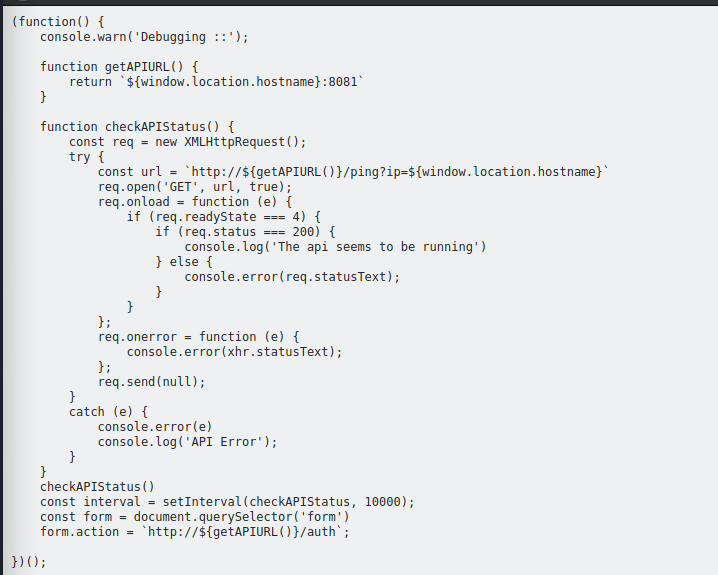 (function() {
    console.warn('Debugging ::');

    function getAPIURL() {
        return `${window.location.hostname}:8081`
    }

    function checkAPIStatus() {
        const req = new XMLHttpRequest();
        try {
            const url = `http://${getAPIURL()}/ping?ip=${window.location.hostname}`
            req.open('GET', url, true);
            req.onload = function (e) {
                if (req.readyState === 4) {
                    if (req.status === 200) {
                        console.log('The api seems to be running')
                    } else {
                        console.error(req.statusText);
                    }
                }
            };
            req.onerror = function (e) {
                console.error(xhr.statusText);
            };
            req.send(null);
        }
        catch (e) {
            console.error(e)
            console.log('API Error');
        }
    }
    checkAPIStatus()
    const interval = setInterval(checkAPIStatus, 10000);
    const form = document.querySelector('form')
    form.action = `http://${getAPIURL()}/auth`;

})();